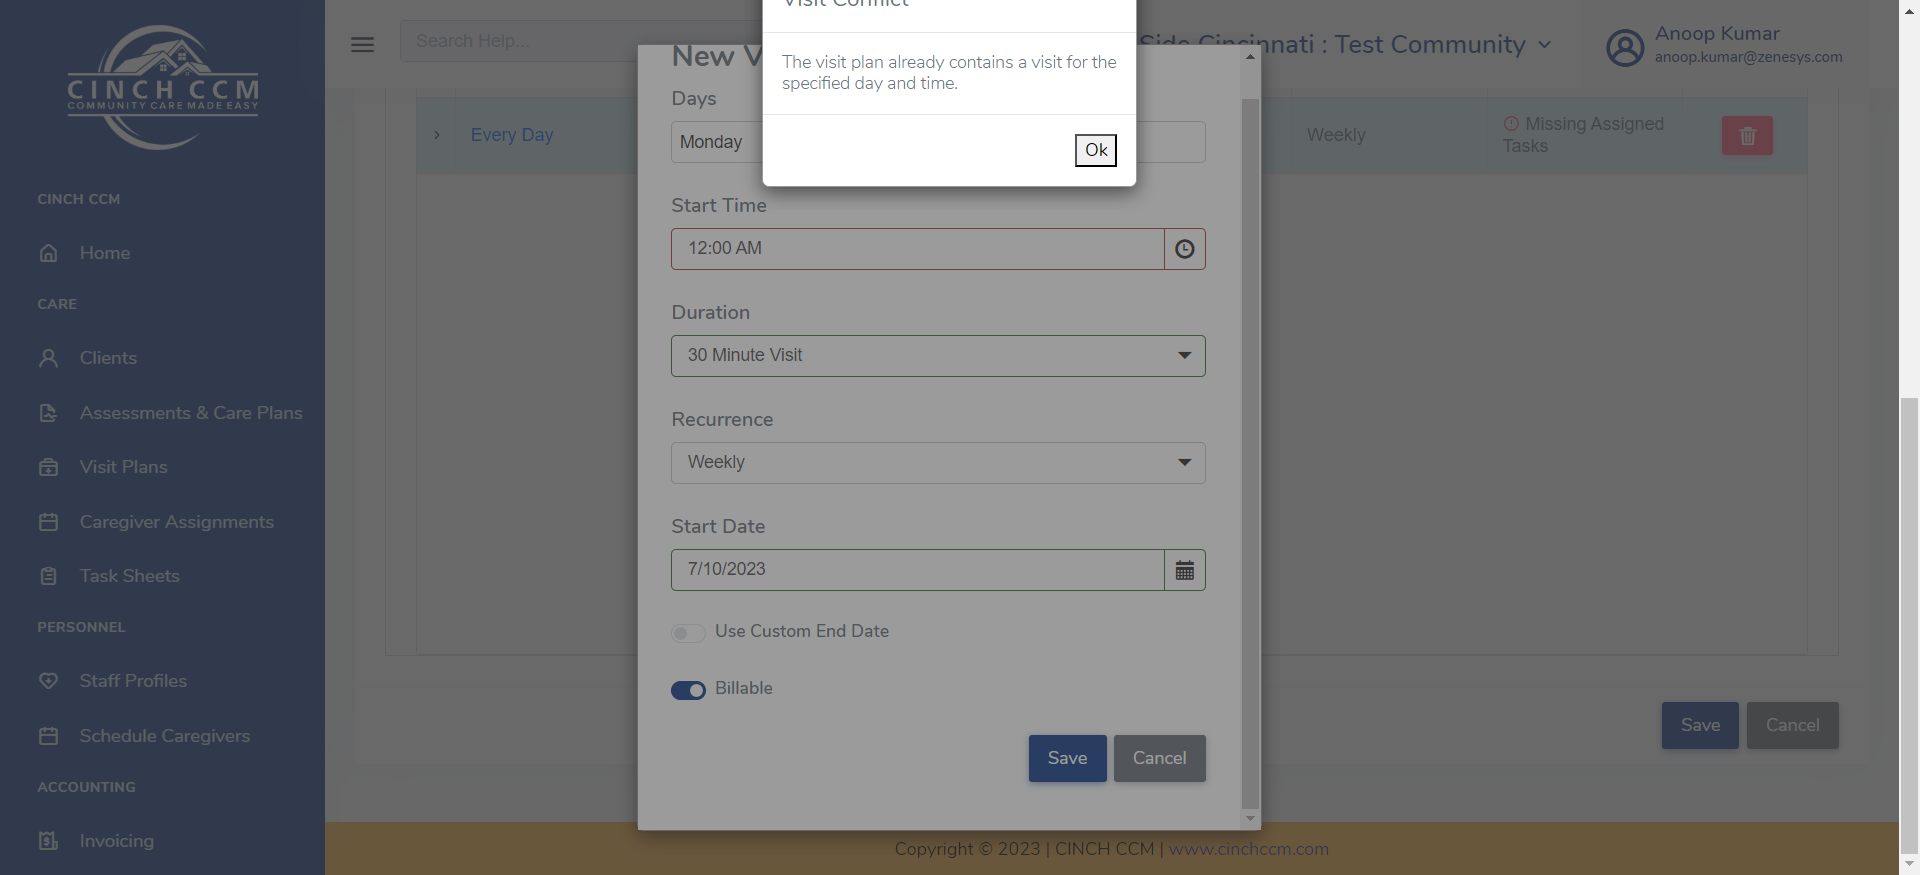 CINCH CCM
COMMUNITY CARE MADE EASY
CINCH CCM
Home
CARE
Clients
Assessments & Care Plans
Visit Plans
Caregiver Assignments
Task Sheets
PERSONNEL
Staff Profiles
Schedule Caregivers
ACCOUNTING
Invoicing
Search Help...
Side Cincinnati : Test Community
Anoop Kumar
anoop.kumar@zenesys.com
Every Day
Weekly
Missing Assigned
Tasks
Visit Conflict
The visit plan already contains a visit for the
specified day and time.
Ok
New V
Days
Monday
Start Time
12:00 AM
Duration
30 Minute Visit
Recurrence
Weekly
Start Date
7/10/2023
Use Custom End Date
Billable
Save
Cancel
Save
Cancel
Copyright © 2023 | CINCH CCM | www.cinchccm.com